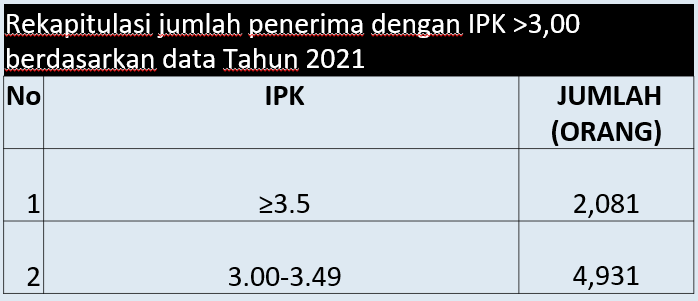 Rekapitulasi jumlah penerima dengan IPK >3,00
berdasarkan data Tahun 2021
No IPK JUMLAH
(ORANG)
1 ≥3.5 2,081
2 3.00-3.49 4,931